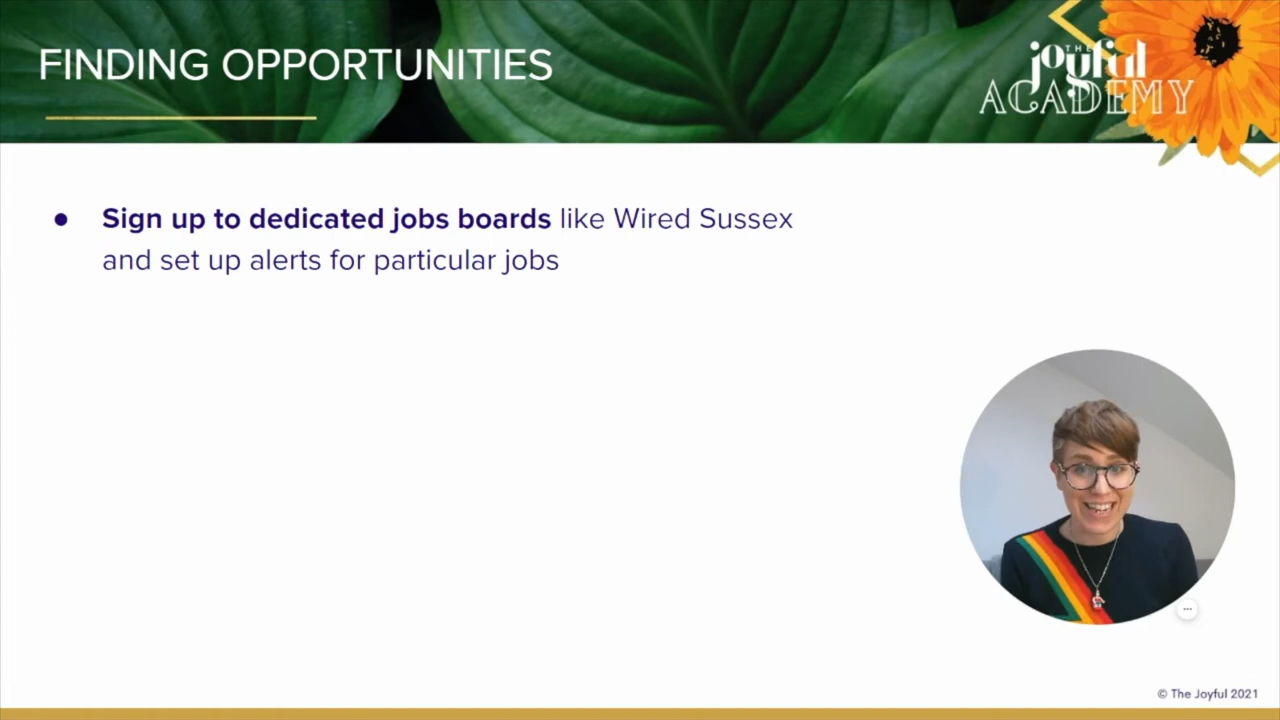 FINDING OPPORTUNITIES
THE
joyful
ACADEMY
● Sign up to dedicated jobs boards like Wired Sussex
and set up alerts for particular jobs
© The Joyful 2021